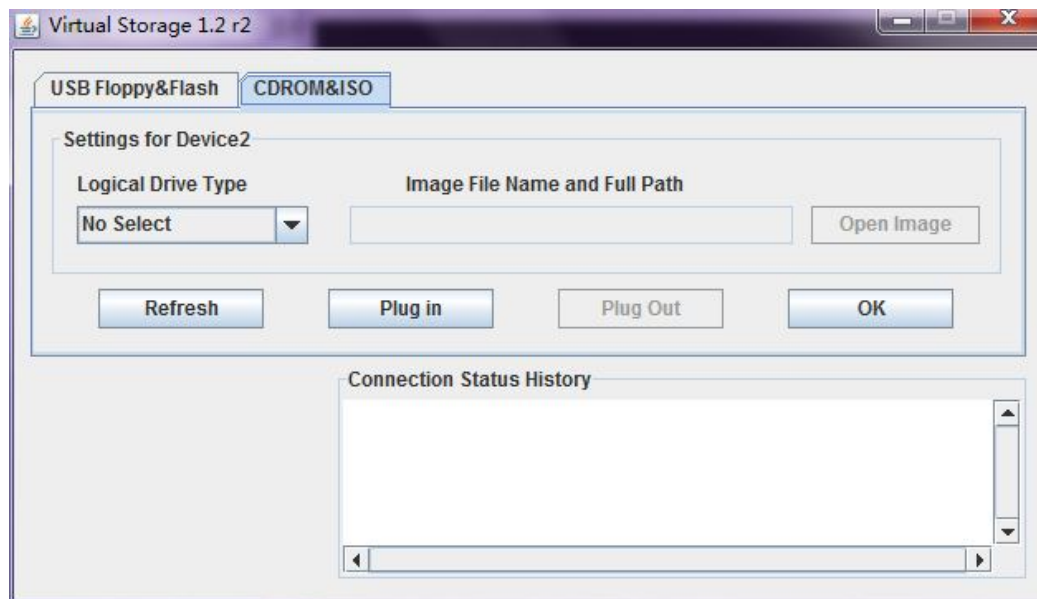 Virtual Storage 1.2 r2
USB Floppy&Flash CDROM&ISO
Settings for Device2
Logical Drive Type Image File Name and Full Path
No Select Open Image
Refresh Plug in Plug Out OK
Connection Status History